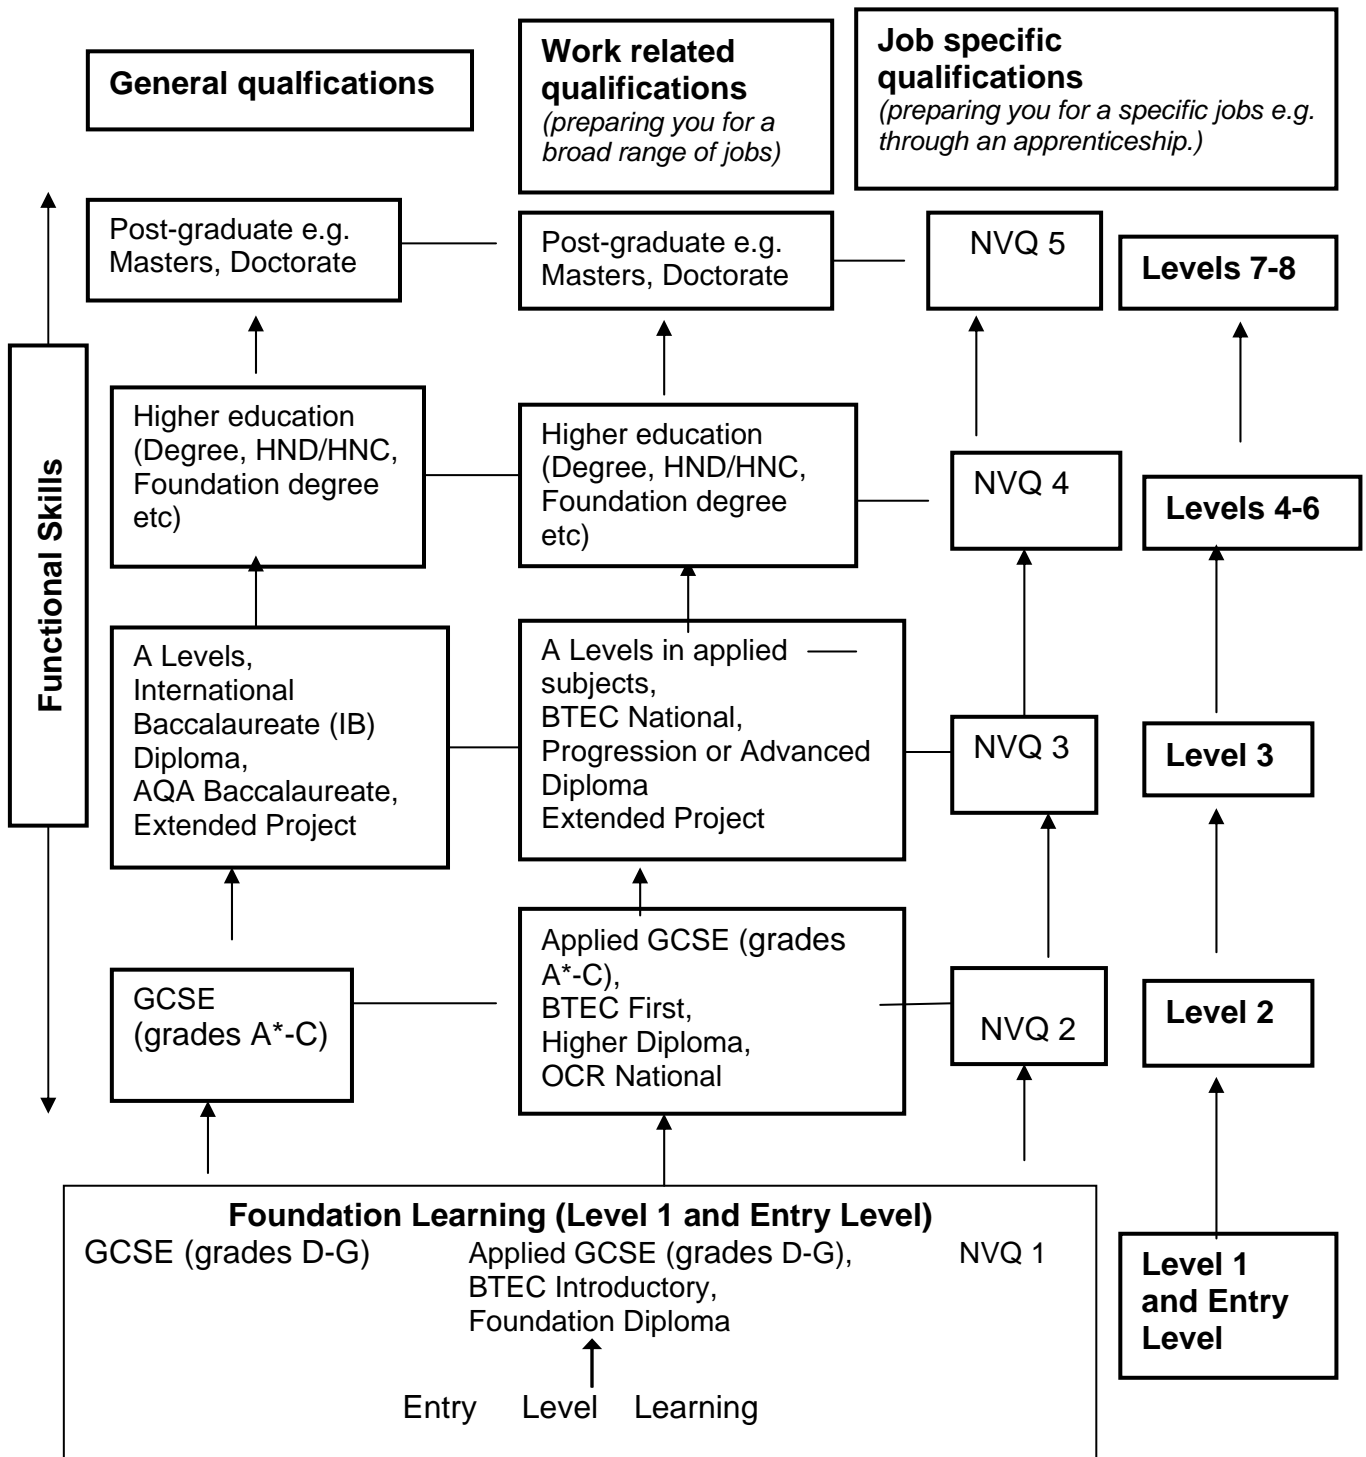 General qualfications
Work related
qualifications
(preparing you for a
broad range of jobs)
Job specific
qualifications
(preparing you for a specific jobs e.g.
through an apprenticeship.)
Functional Skills
Post-graduate e.g.
Masters, Doctorate
Post-graduate e.g.
Masters, Doctorate
NVQ 5
Levels 7-8
Higher education
(Degree, HND/HNC,
Foundation degree
etc)
Higher education
(Degree, HND/HNC,
Foundation degree
etc)
NVQ 4
Levels 4-6
A Levels,
International
Baccalaureate (IB)
Diploma,
AQA Baccalaureate,
Extended Project
A Levels in applied
subjects,
BTEC National,
Progression or Advanced
Diploma
Extended Project
NVQ 3
Level 3
GCSE
(grades A*-C)
Applied GCSE (grades
A*-C),
BTEC First,
Higher Diploma,
OCR National
NVQ 2
Level 2
Foundation Learning (Level 1 and Entry Level)
GCSE (grades D-G)
Applied GCSE (grades D-G),
BTEC Introductory,
Foundation Diploma
NVQ 1
Entry Level Learning
Level 1
and Entry
Level